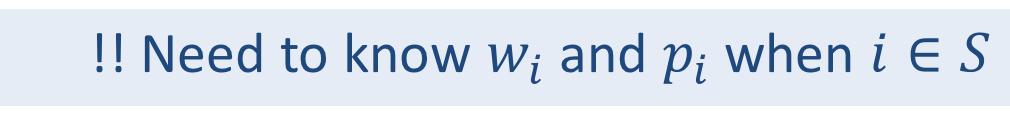 !! Need to know wᵢ and pᵢ when i ∈ S